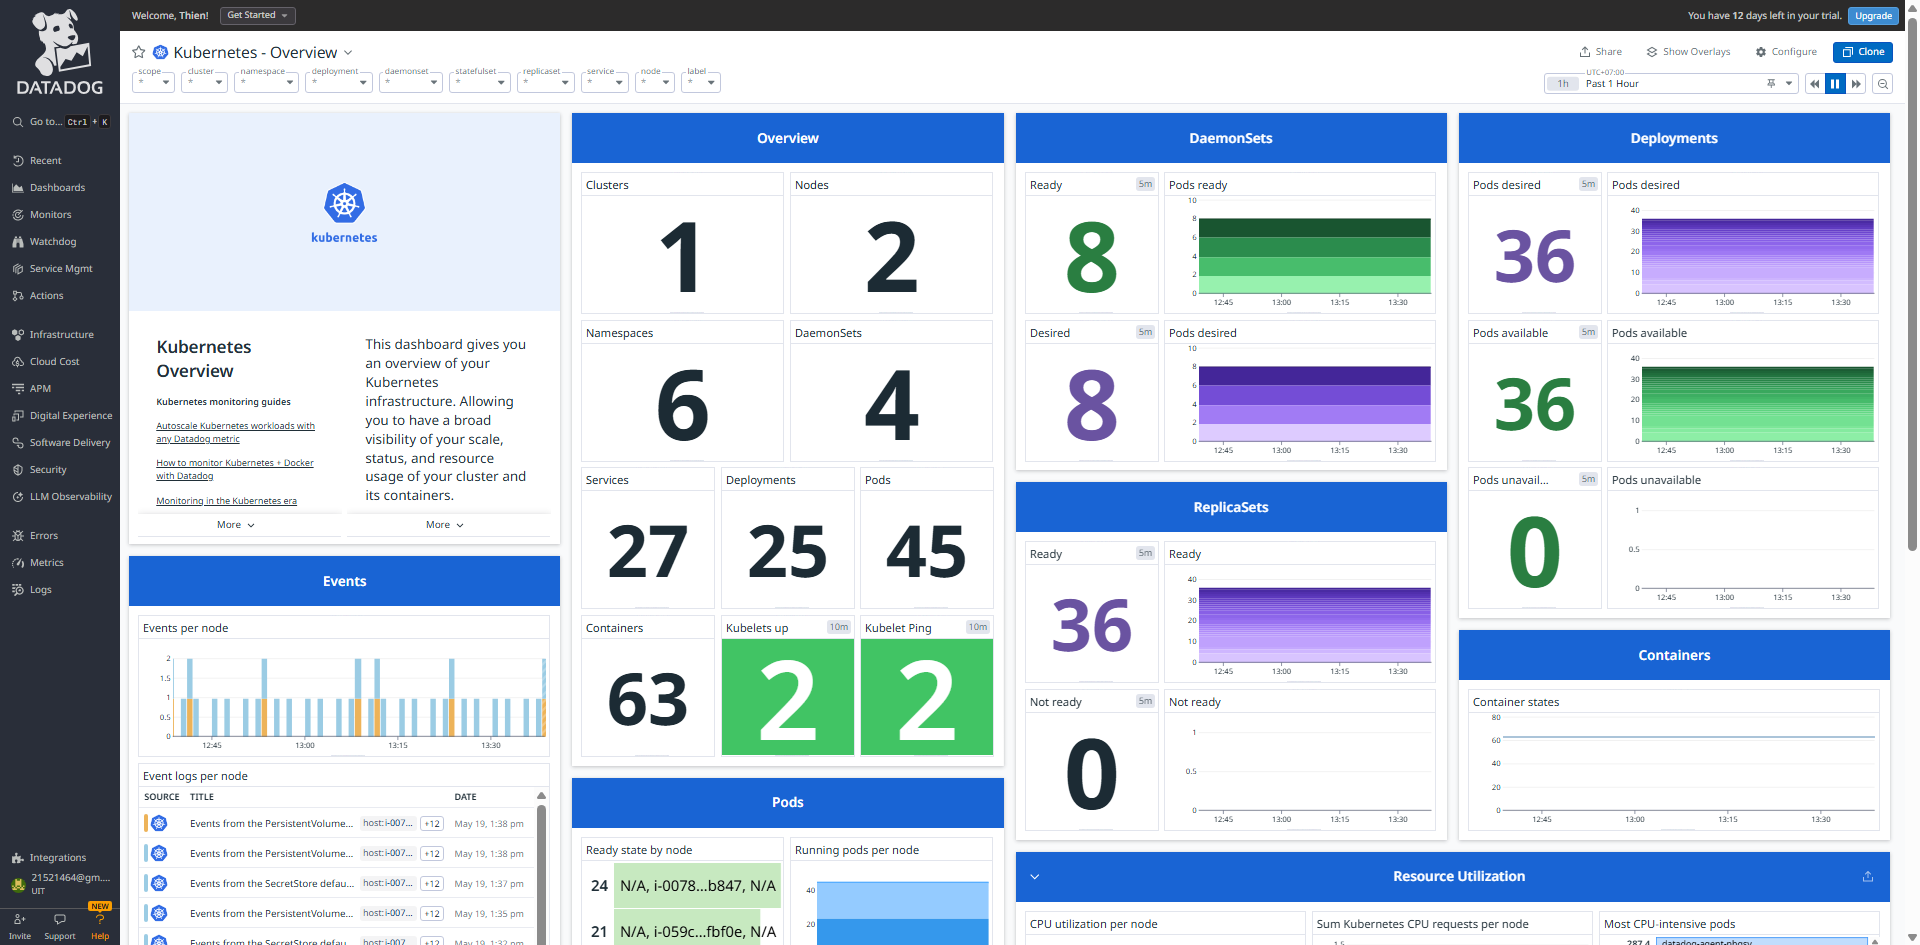 DATADOG
Go to... Ctrl + K
Recent
Dashboards
Monitors
Watchdog
Service Mgmt
Actions
Infrastructure
Cloud Cost
APM
Digital Experience
Software Delivery
Security
LLM Observability
Errors
Metrics
Logs
Integrations
21521464@gm....
UIT
NEW
Invite Support Help
Welcome, Thien! Get Started
You have 12 days left in your trial. Upgrade
Kubernetes - Overview
Share Show Overlays Configure Clone
scope cluster namespace deployment daemonset statefulset replicaset service node label
* * * * * * * * * *
UTC+07:00
1h Past 1 Hour
kubernetes
Kubernetes
Overview
Kubernetes monitoring guides
Autoscale Kubernetes workloads with
any Datadog metric
How to monitor Kubernetes + Docker
with Datadog
Monitoring in the Kubernetes era
More
This dashboard gives you
an overview of your
Kubernetes
infrastructure. Allowing
you to have a broad
visibility of your scale,
status, and resource
usage of your cluster and
its containers.
More
Events
Events per node
2
1.5
1
0.5
0
12:45 13:00 13:15 13:30
Event logs per node
SOURCE TITLE DATE
Events from the PersistentVolume... host:i-007... +12 May 19, 1:38 pm
Events from the PersistentVolume... host:i-007... +12 May 19, 1:38 pm
Events from the SecretStore defau... host:i-007... +12 May 19, 1:37 pm
Events from the PersistentVolume... host:i-007... +12 May 19, 1:35 pm
Events from the SecretStore defau... host:i-007... +12 May 19, 1:32 pm
Overview
Clusters
1
Nodes
2
Namespaces
6
DaemonSets
4
Services
27
Deployments
25
Pods
45
Containers
63
Kubelets up 10m
2
Kubelet Ping 10m
2
Pods
Ready state by node
24 N/A, i-0078...b847, N/A
21 N/A, i-059c...fbf0e, N/A
Running pods per node
40
20
DaemonSets
Ready 5m
8
Pods ready
10
8
6
4
2
0
12:45 13:00 13:15 13:30
Desired 5m
8
Pods desired
10
8
6
4
2
0
12:45 13:00 13:15 13:30
ReplicaSets
Ready 5m
36
Ready
40
30
20
10
0
12:45 13:00 13:15 13:30
Not ready 5m
0
Not ready
1
0.5
0
12:45 13:00 13:15 13:30
Deployments
Pods desired 5m
36
Pods desired
40
30
20
10
0
12:45 13:00 13:15 13:30
Pods available 5m
36
Pods available
40
30
20
10
0
12:45 13:00 13:15 13:30
Pods unavail... 5m
0
Pods unavailable
1
0.5
0
12:45 13:00 13:15 13:30
Containers
Container states
80
60
40
20
0
12:45 13:00 13:15 13:30
Resource Utilization
CPU utilization per node
Sum Kubernetes CPU requests per node
1.5
Most CPU-intensive pods
287.4 datadog-agent-nbgsv